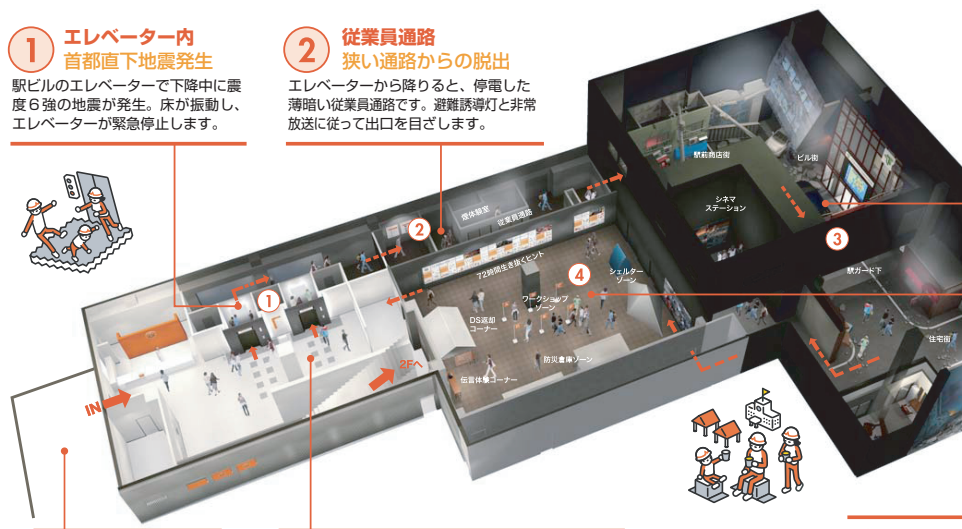 1
エレベーター内
首都直下地震発生
駅ビルのエレベーターで下降中に震
度６強の地震が発生。床が振動し、
エレベーターが緊急停止します。
2
従業員通路
狭い通路からの脱出
エレベーターから降りると、停電した
薄暗い従業員通路です。避難誘導灯と非常
放送に従って出口を目ざします。
駅前商店街
ビル街
シネマ
ステーション
煙体験室
従業員通路
2
3
72時間生き抜くヒント
4
シェルター
ゾーン
駅ガード下
1
ワークショップ
ゾーン
DS返却
コーナー
住宅街
防災倉庫ゾーン
2Fへ
伝言体験コーナー
IN